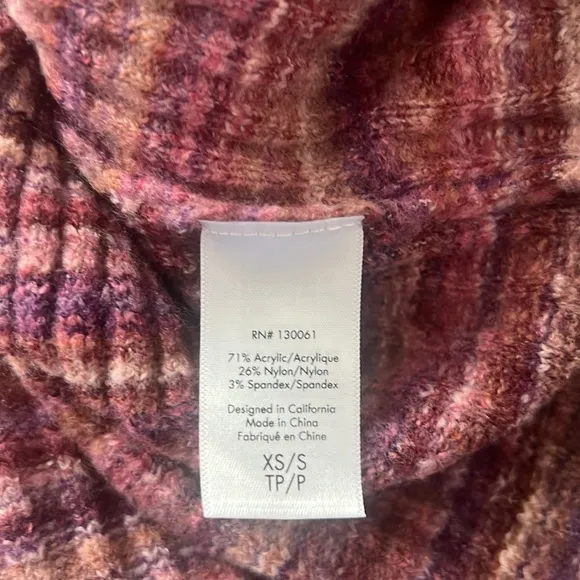 RN# 130061
71% Acrylic/Acrylique
26% Nylon/Nylon
3% Spandex/Spandex
Designed in California
Made in China
Fabriqué en Chine
XS/S
TP/P